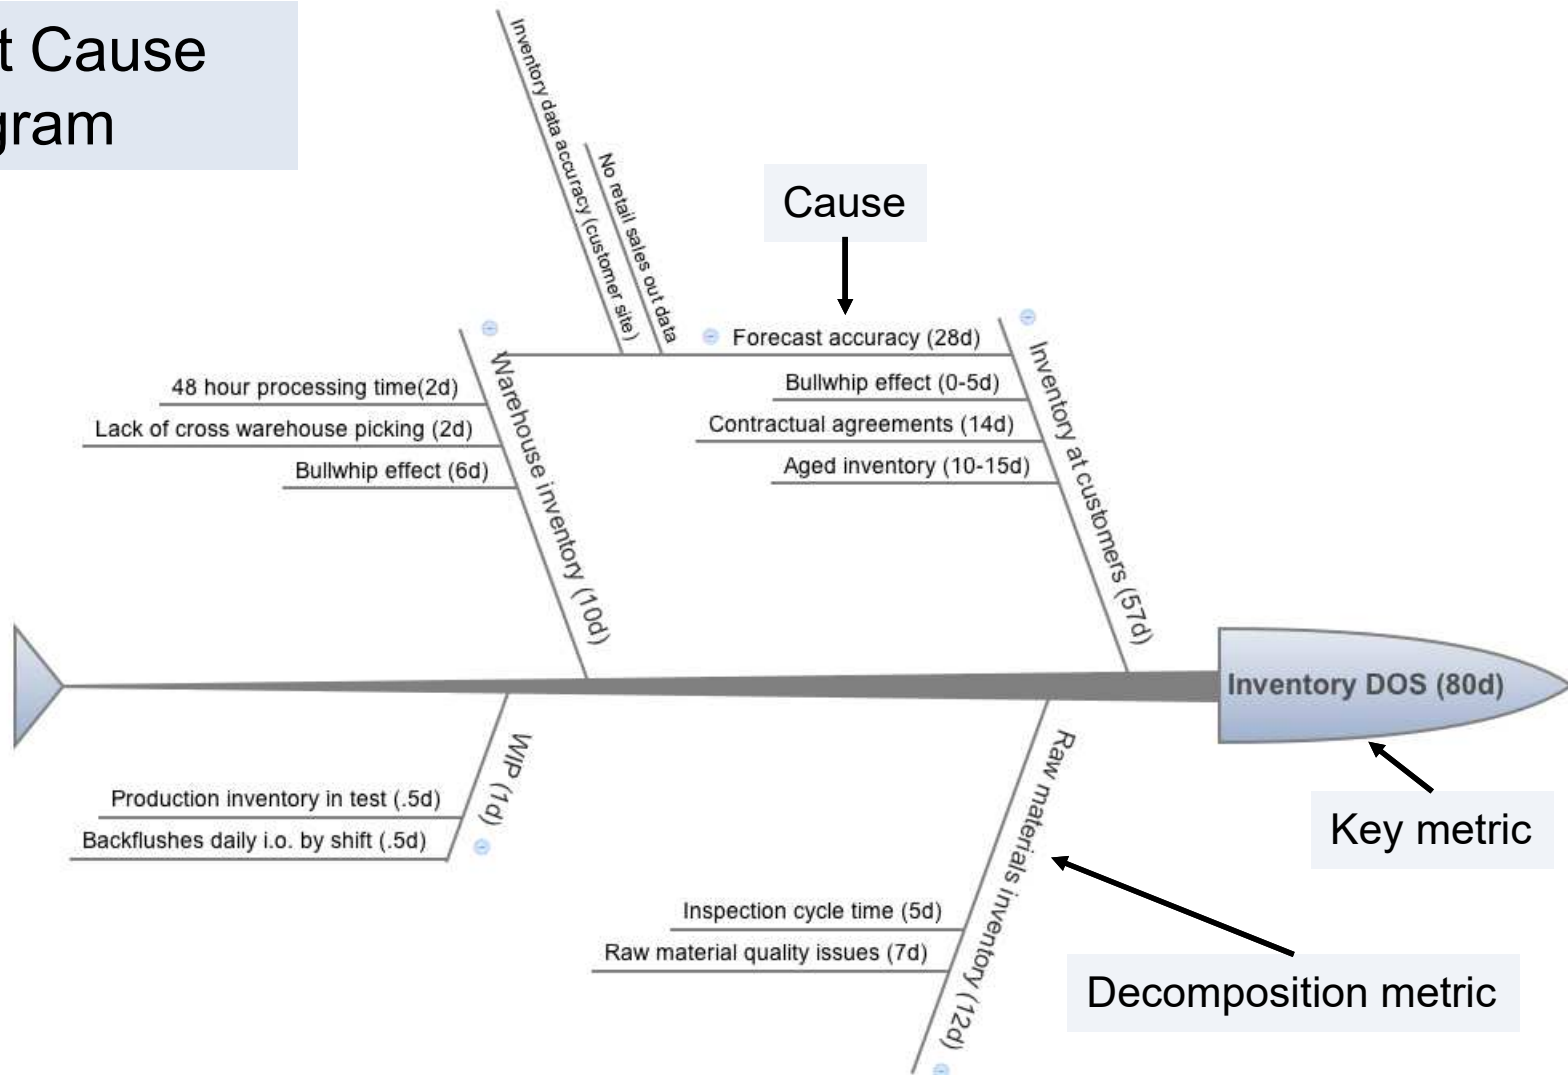 t Cause
gram
Inventory data accuracy (customer site)
No retail sales out data
Cause
Forecast accuracy (28d)
Bullwhip effect (0-5d)
Contractual agreements (14d)
Aged inventory (10-15d)
Inventory at customers (57d)
48 hour processing time(2d)
Lack of cross warehouse picking (2d)
Bullwhip effect (6d)
Warehouse inventory (10d)
Inventory DOS (80d)
Key metric
WIP (1d)
Production inventory in test (.5d)
Backflushes daily i.o. by shift (.5d)
Raw materials inventory (12d)
Inspection cycle time (5d)
Raw material quality issues (7d)
Decomposition metric